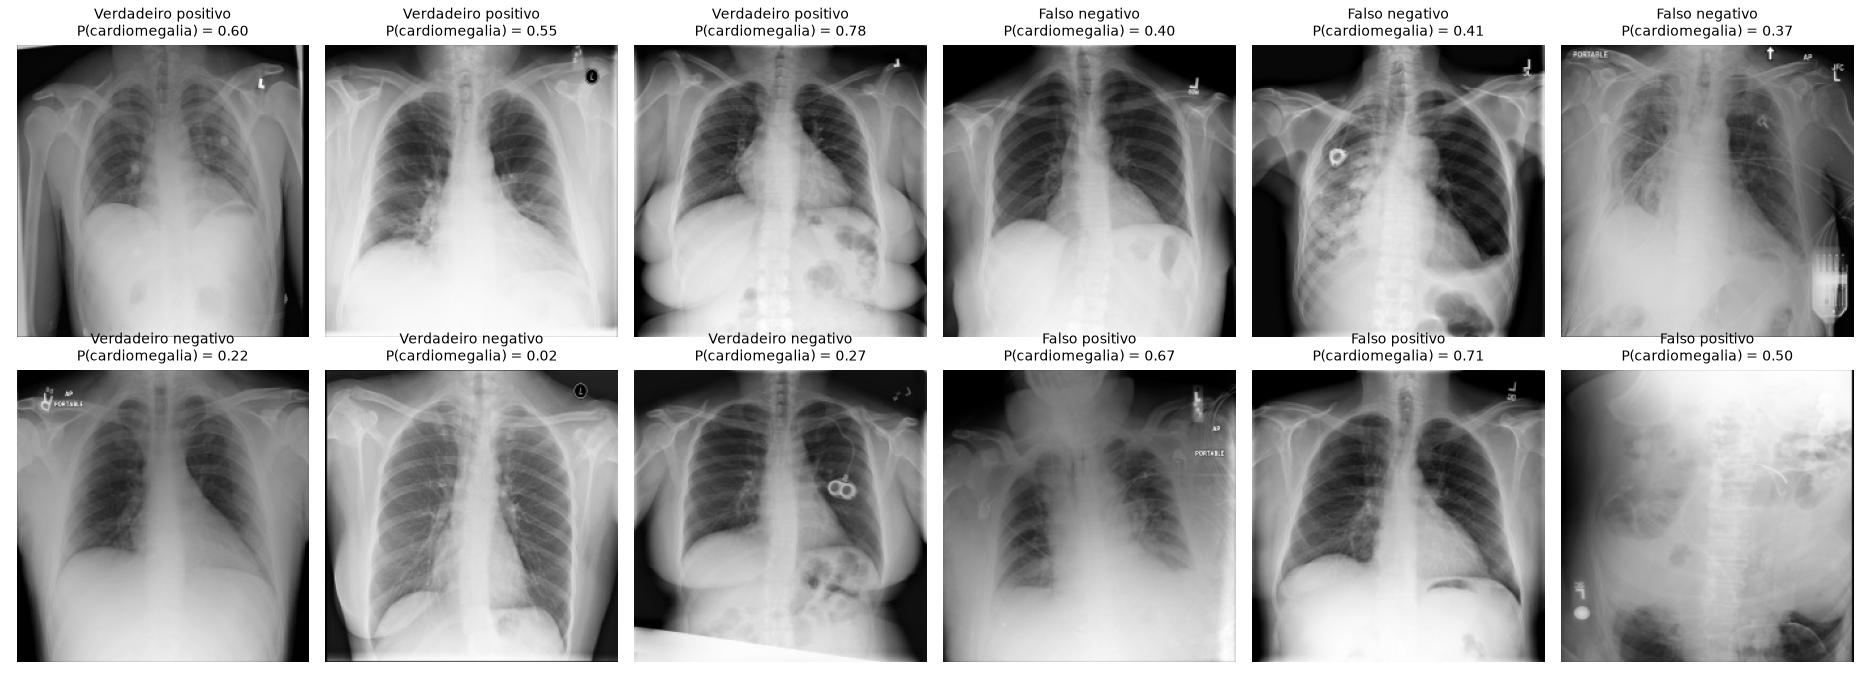 Verdadeiro positivo
P(cardiomegalia) = 0.60
Verdadeiro positivo
P(cardiomegalia) = 0.55
L
Verdadeiro positivo
P(cardiomegalia) = 0.78
Falso negativo
P(cardiomegalia) = 0.40
L
Falso negativo
P(cardiomegalia) = 0.41
L
Falso negativo
P(cardiomegalia) = 0.37
PORTABLE
AP
JFC
L
Verdadeiro negativo
P(cardiomegalia) = 0.22
AP
PORTABLE
Verdadeiro negativo
P(cardiomegalia) = 0.02
L
Verdadeiro negativo
P(cardiomegalia) = 0.27
Falso positivo
P(cardiomegalia) = 0.67
AP
PORTABLE
Falso positivo
P(cardiomegalia) = 0.71
Falso positivo
P(cardiomegalia) = 0.50